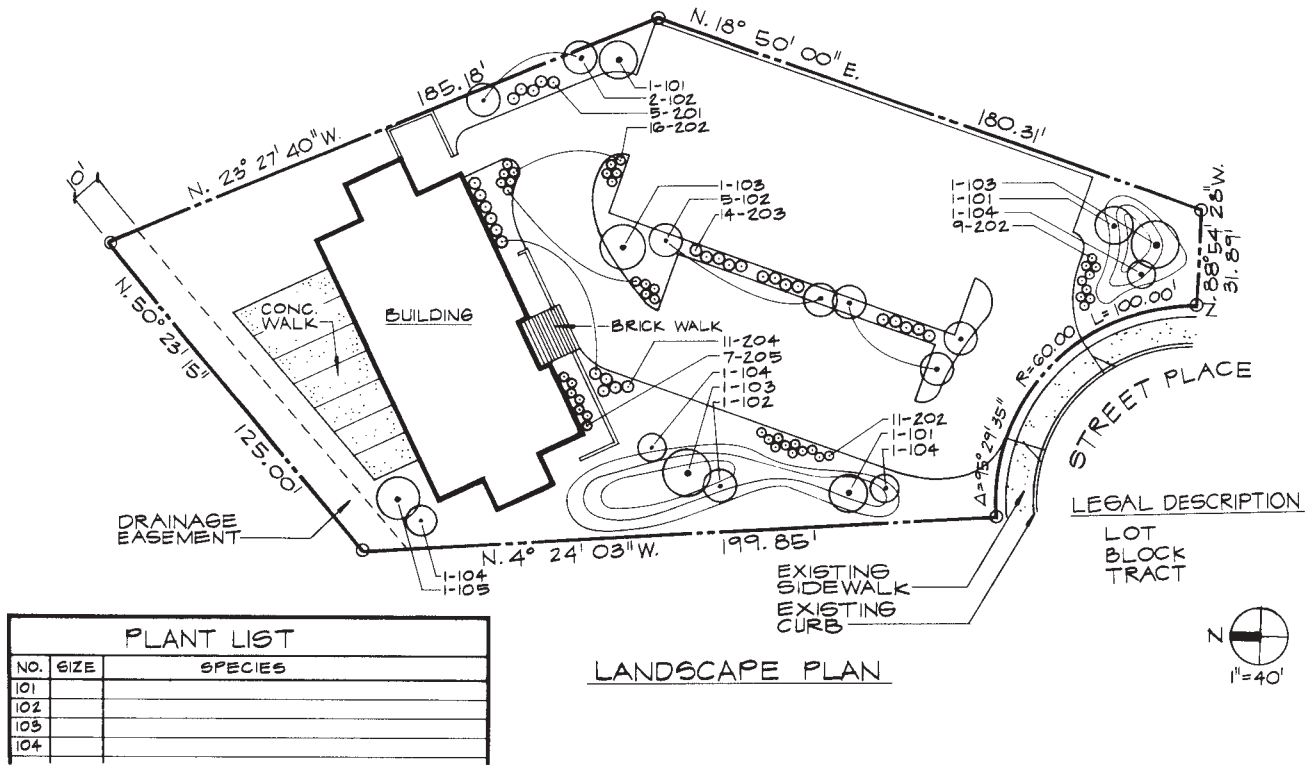 N. 18° 50' 00" E.
180.31'
185.18'
N. 23° 27' 40" W.
10'
1-101
2-102
5-201
16-202
1-103
5-102
14-203
1-103
1-101
1-104
9-202
N. 88° 54' 28" W.
31.89'
N. 50° 23' 15"
125.00'
CONC.
WALK
BUILDING
BRICK WALK
11-204
7-205
1-104
1-103
1-102
11-202
1-101
1-104
L=100.00'
R=60.00
Δ=95° 29' 35"
STREET PLACE
DRAINAGE
EASEMENT
1-104
1-105
N. 4° 24' 03" W.
199.85'
EXISTING
SIDEWALK
EXISTING
CURB
LEGAL DESCRIPTION
LOT
BLOCK
TRACT
PLANT LIST
NO. SIZE SPECIES
101
102
103
104
LANDSCAPE PLAN
N
1"=40'